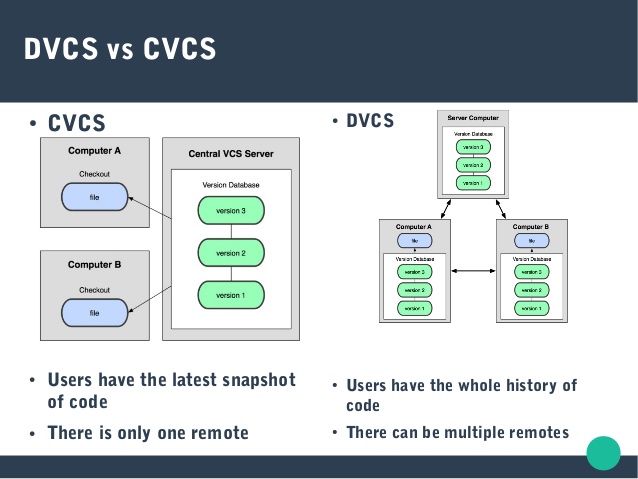 DVCS vs CVCS
• CVCS
Computer A
Checkout
file
Computer B
Checkout
file
Central VCS Server
Version Database
version 3
version 2
version 1
• Users have the latest snapshot
of code
• There is only one remote
• DVCS
Server Computer
Version Database
version 3
version 2
version 1
Computer A
file
Version Database
version 3
version 2
version 1
Computer B
file
Version Database
version 3
version 2
version 1
• Users have the whole history of
code
• There can be multiple remotes